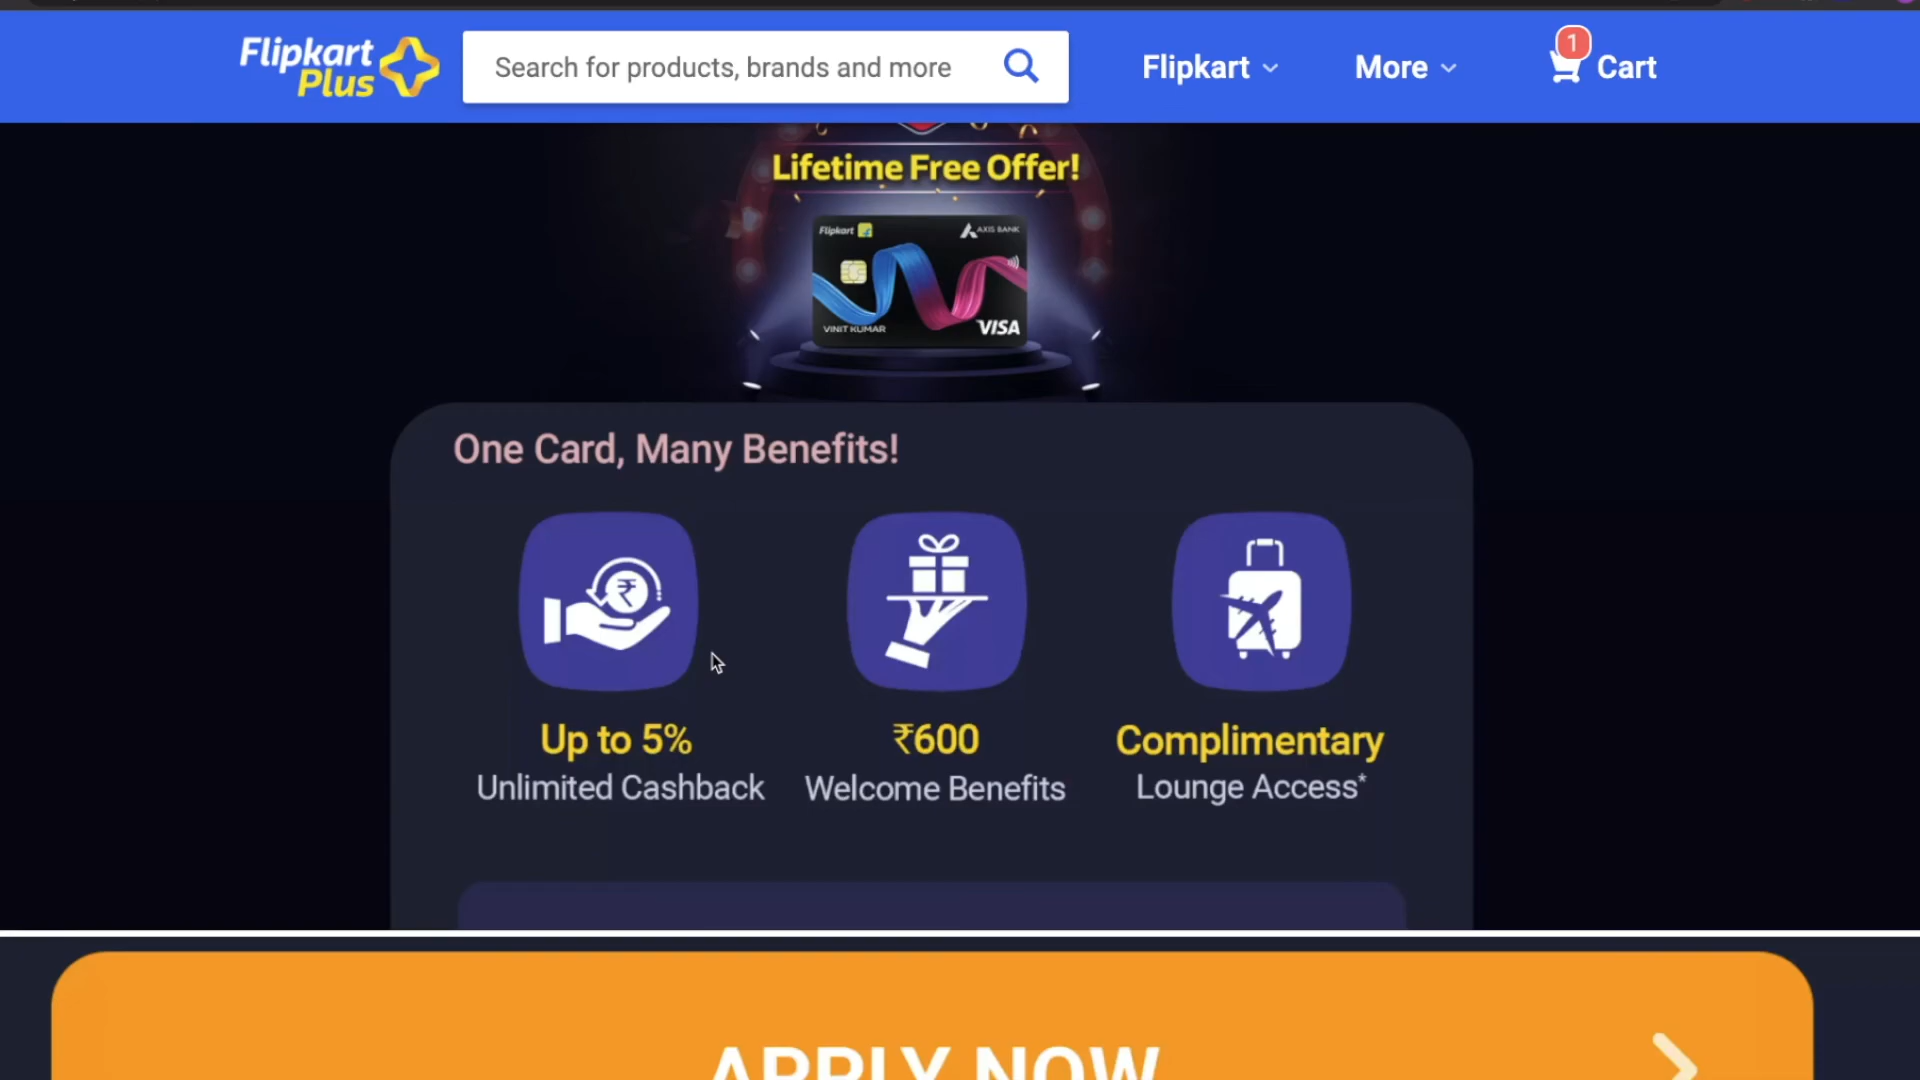 Flipkart
Plus
Search for products, brands and more
Flipkart
More
1
Cart
Lifetime Free Offer!
Flipkart
AXIS BANK
VINIT KUMAR
VISA
One Card, Many Benefits!
₹
Up to 5%
Unlimited Cashback
₹600
Welcome Benefits
Complimentary
Lounge Access*
APPLY NOW